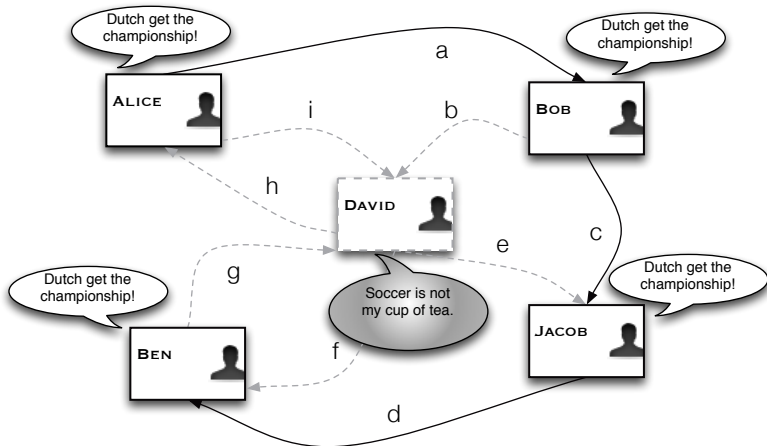 Dutch get the
championship!
a
Dutch get the
championship!
ALICE
BOB
i
b
h
DAVID
c
e
g
Dutch get the
championship!
Dutch get the
championship!
Soccer is not
my cup of tea.
JACOB
BEN
f
d